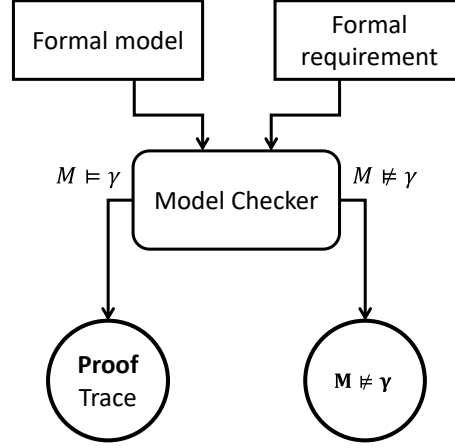 Formal model
Formal
requirement
M ⊨ γ
M ⊭ γ
Model Checker
Proof
Trace
M ⊭ γ